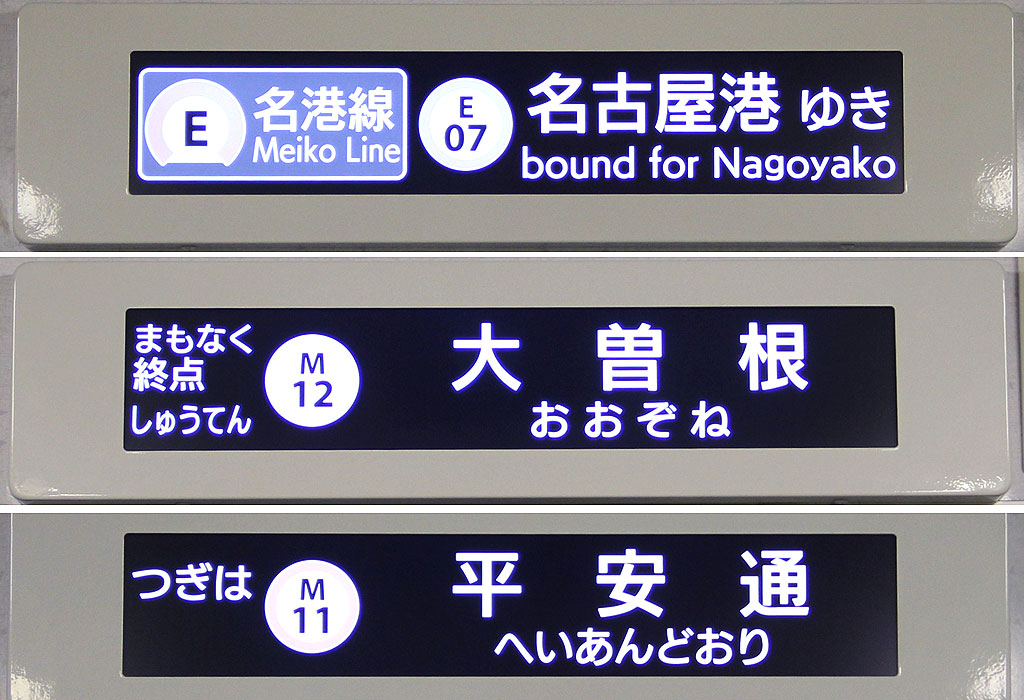 E 名港線
Meiko Line
E
07
名古屋港 ゆき
bound for Nagoyako
まもなく
終点
しゅうてん
M
12
大曽根
おおぞね
つぎは
M
11
平安通
へいあんどおり